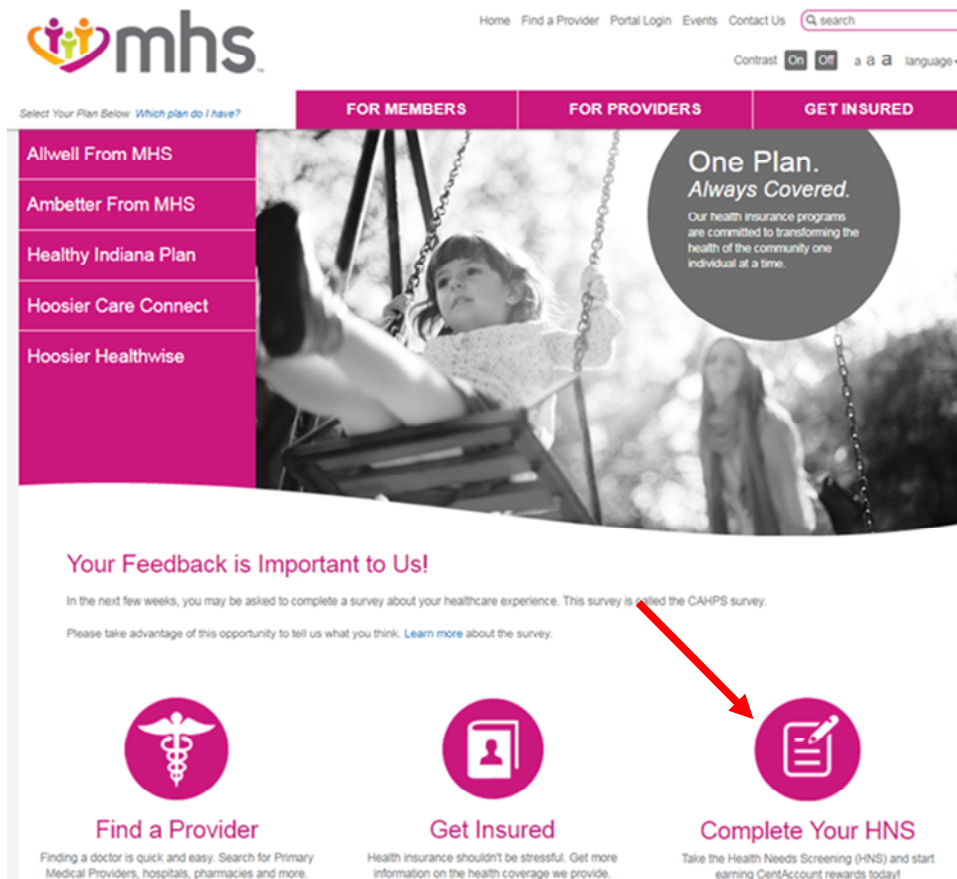 mhs
Home Find a Provider Portal Login Events Contact Us search
Contrast On Off a a a language
Select Your Plan Below Which plan do I have?
FOR MEMBERS FOR PROVIDERS GET INSURED
Allwell From MHS
Ambetter From MHS
Healthy Indiana Plan
Hoosier Care Connect
Hoosier Healthwise
One Plan.
Always Covered.
Our health insurance programs
are committed to transforming the
health of the community one
individual at a time.
Your Feedback is Important to Us!
In the next few weeks, you may be asked to complete a survey about your healthcare experience. This survey is called the CAHPS survey.
Please take advantage of this opportunity to tell us what you think. Learn more about the survey.
Find a Provider
Finding a doctor is quick and easy. Search for Primary
Medical Providers, hospitals, pharmacies and more.
Get Insured
Health insurance shouldn't be stressful. Get more
information on the health coverage we provide.
Complete Your HNS
Take the Health Needs Screening (HNS) and start
earning CentAccount rewards today!